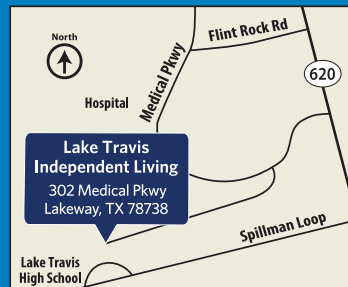 Flint Rock Rd
North
620
Medical Pkwy
Hospital
Lake Travis
Independent Living
302 Medical Pkwy
Lakeway, TX 78738
Spillman Loop
Lake Travis
High School